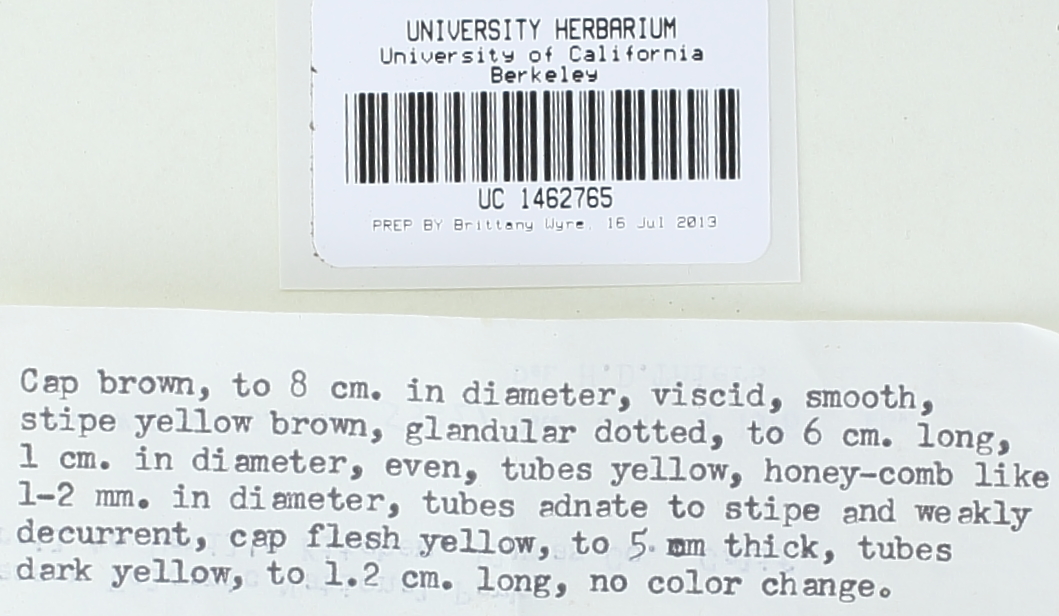 UNIVERSITY HERBARIUM
University of California
Berkeley
UC 1462765
PREP BY Brittany Wyre, 16 Jul 2013
Cap brown, to 8 cm. in diameter, viscid, smooth,
stipe yellow brown, glandular dotted, to 6 cm. long,
1 cm. in diameter, even, tubes yellow, honey-comb like
1-2 mm. in diameter, tubes adnate to stipe and weakly
decurrent, cap flesh yellow, to 5. mm thick, tubes
dark yellow, to 1.2 cm. long, no color change.